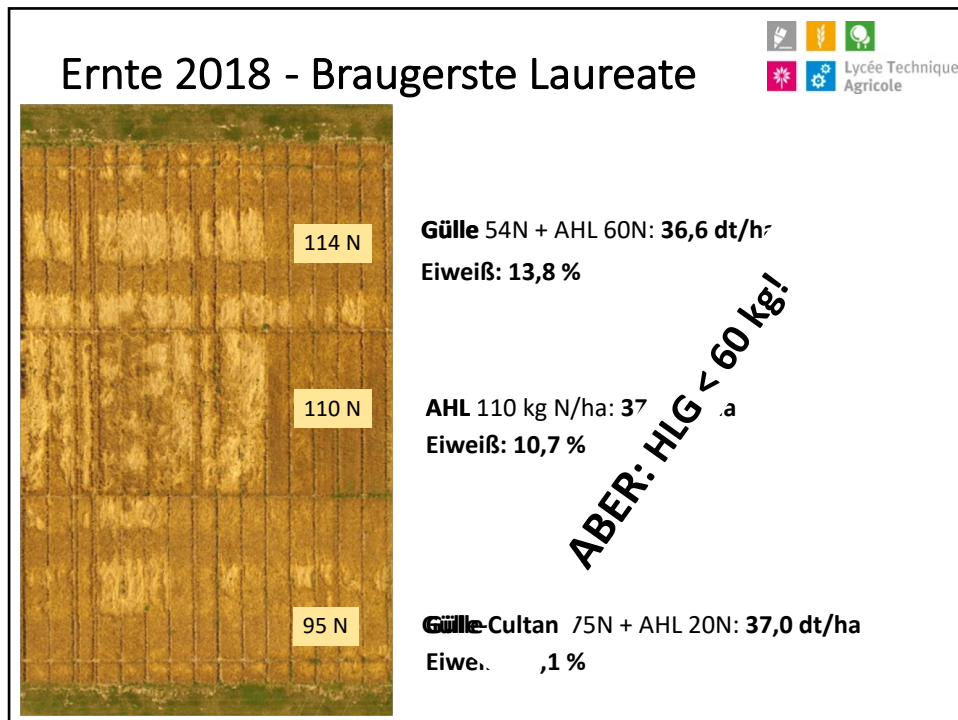 Ernte 2018 - Braugerste Laureate
Lycée Technique
Agricole
114 N
Gülle 54N + AHL 60N: 36,6 dt/ha
Eiweiß: 13,8 %
ABER: HLG < 60 kg!
110 N
AHL 110 kg N/ha:
Eiweiß: 10,7 %
95 N
Gülle-Cultan 75N + AHL 20N: 37,0 dt/ha
%